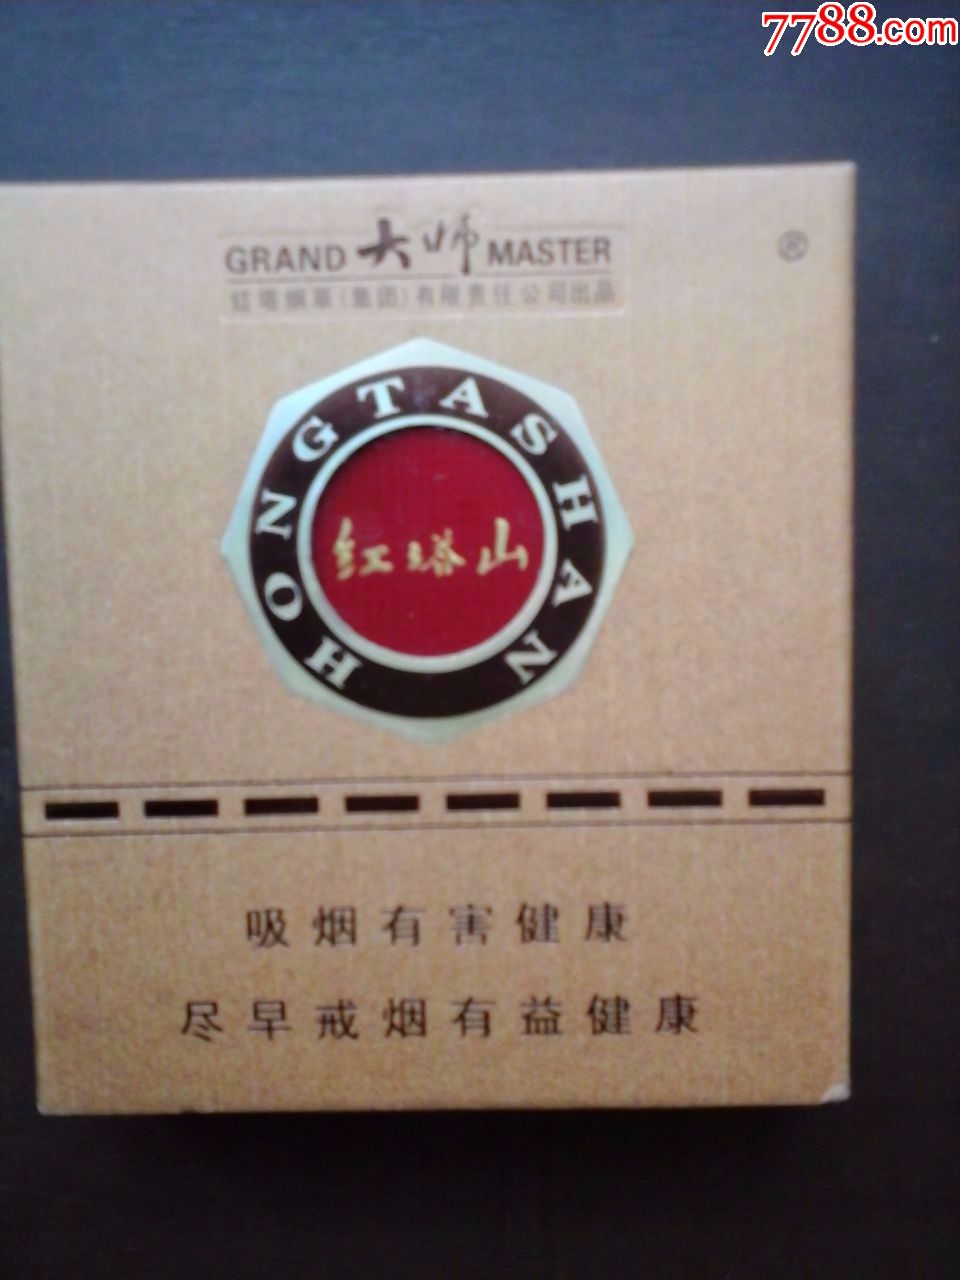 7788.com
GRAND 大师 MASTER ®
红塔烟草(集团)有限责任公司出品
HONGTASHAN
红塔山
吸烟有害健康
尽早戒烟有益健康